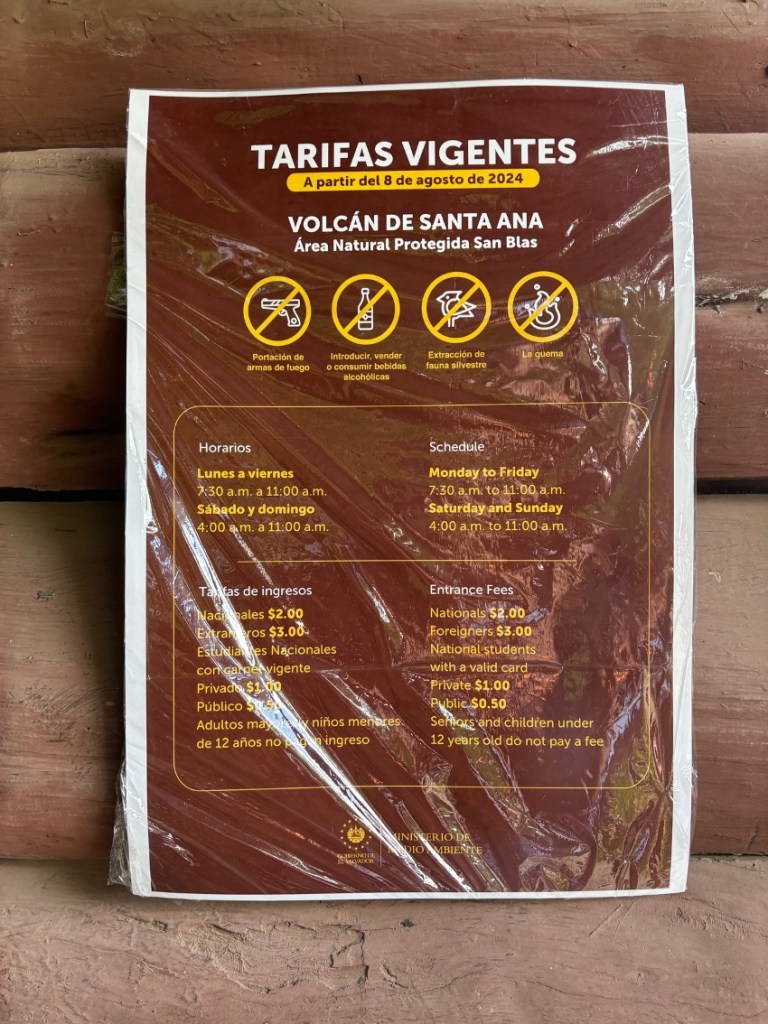 TARIFAS VIGENTES
A partir del 8 de agosto de 2024
VOLCÁN DE SANTA ANA
Área Natural Protegida San Blas
Portación de
armas de fuego
Introducir, vender
o consumir bebidas
alcohólicas
Extracción de
fauna silvestre
La quema
Horarios
Lunes a viernes
7:30 a.m. a 11:00 a.m.
Sábado y domingo
4:00 a.m. a 11:00 a.m.
Schedule
Monday to Friday
7:30 a.m. to 11:00 a.m.
Saturday and Sunday
4:00 a.m. to 11:00 a.m.
Tarifas de ingresos
Nacionales $2.00
Extranjeros $3.00
Estudiantes Nacionales
con carnet vigente
Privado $1.00
Público $0.50
Adultos mayores y niños menores
de 12 años no pagan ingreso
Entrance Fees
Nationals $2.00
Foreigners $3.00
National students
with a valid card
Private $1.00
Public $0.50
Seniors and children under
12 years old do not pay a fee
GOBIERNO DE
EL SALVADOR
MINISTERIO DE
MEDIO AMBIENTE